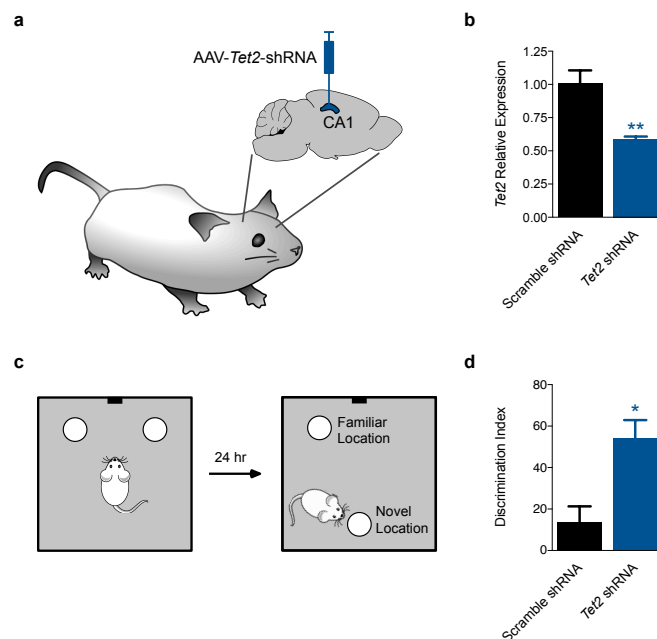 a
AAV-Tet2-shRNA
CA1
b
Tet2 Relative Expression
1.25
1.00
0.75
0.50
0.25
0.00
**
Scramble shRNA
Tet2 shRNA
c
24 hr
Familiar
Location
Novel
Location
d
Discrimination Index
80
60
40
20
0
*
Scramble shRNA
Tet2 shRNA